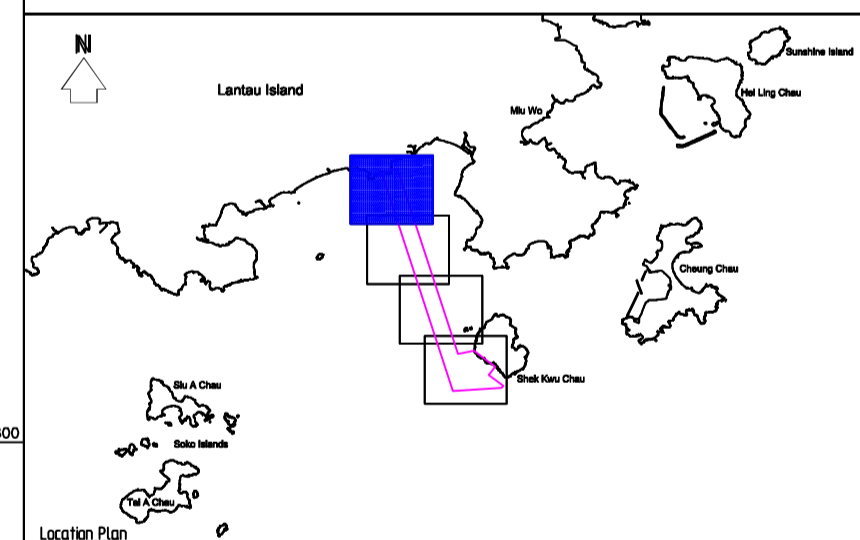 N
Sunshine Island
Lantau Island
Hei Ling Chau
Miu Wo
Cheung Chau
Shek Kwu Chau
Siu A Chau
Soko Islands
Tai A Chau
Location Plan